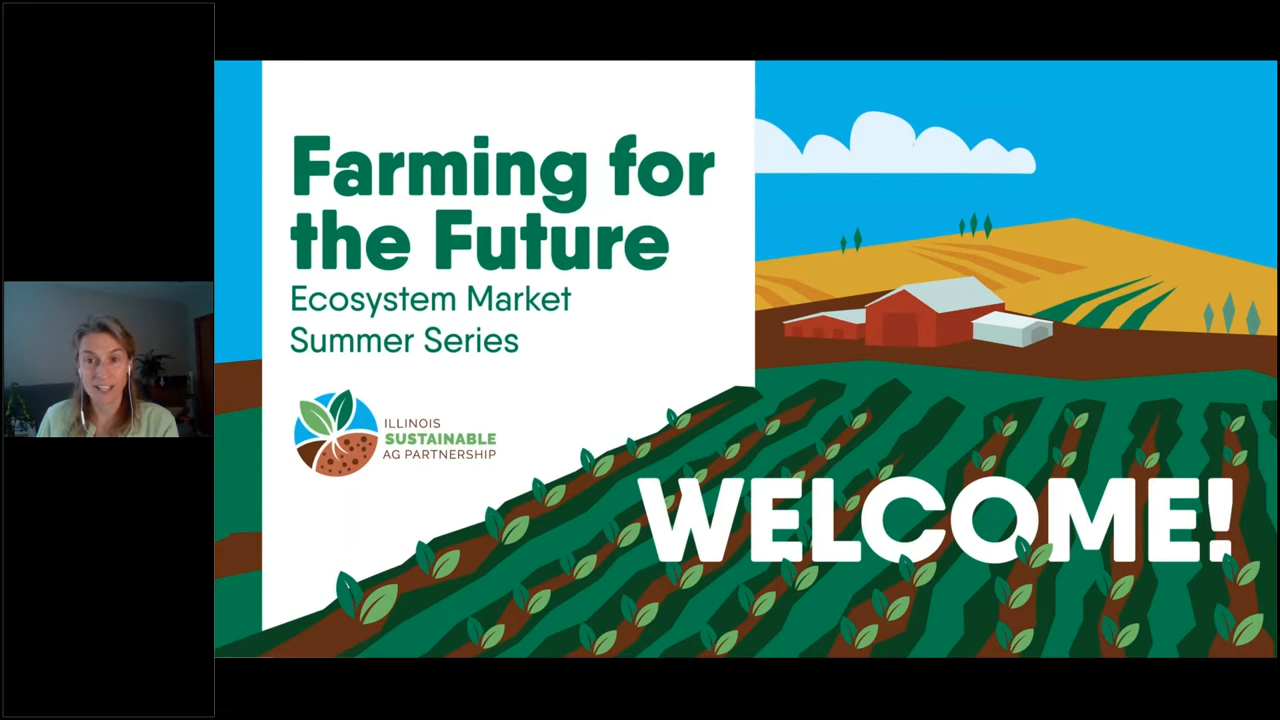 Farming for
the Future
Ecosystem Market
Summer Series
ILLINOIS
SUSTAINABLE
AG PARTNERSHIP
WELCOME!